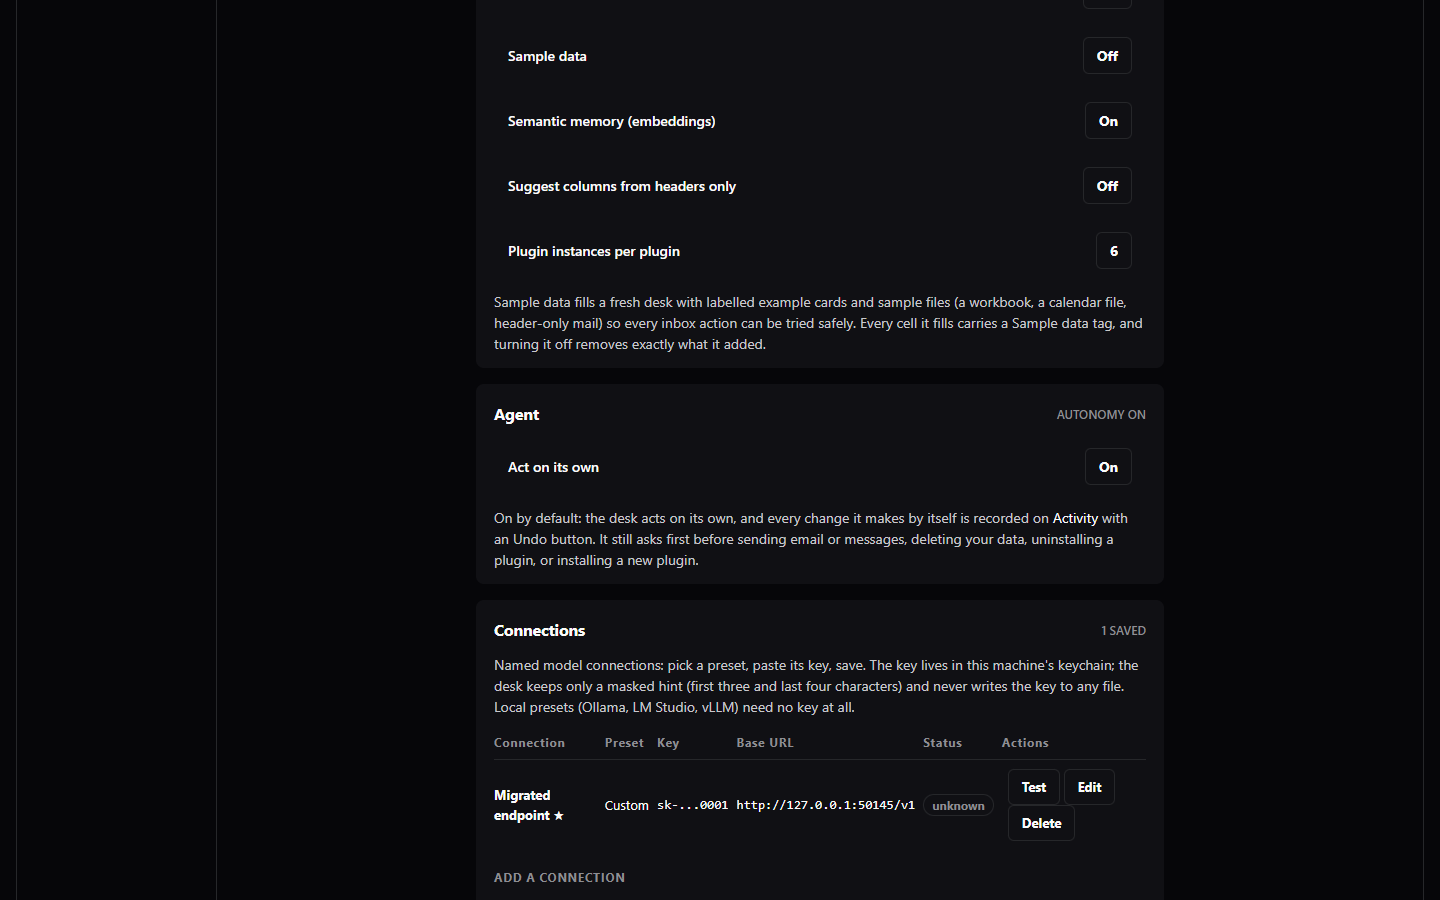 Sample data Off
Semantic memory (embeddings) On
Suggest columns from headers only Off
Plugin instances per plugin 6
Sample data fills a fresh desk with labelled example cards and sample files (a workbook, a calendar file,
header-only mail) so every inbox action can be tried safely. Every cell it fills carries a Sample data tag, and
turning it off removes exactly what it added.
Agent AUTONOMY ON
Act on its own On
On by default: the desk acts on its own, and every change it makes by itself is recorded on Activity with
an Undo button. It still asks first before sending email or messages, deleting your data, uninstalling a
plugin, or installing a new plugin.
Connections 1 SAVED
Named model connections: pick a preset, paste its key, save. The key lives in this machine's keychain; the
desk keeps only a masked hint (first three and last four characters) and never writes the key to any file.
Local presets (Ollama, LM Studio, vLLM) need no key at all.
Connection Preset Key Base URL Status Actions
Migrated endpoint ★ Custom sk-...0001 http://127.0.0.1:50145/v1 unknown Test Edit Delete
ADD A CONNECTION